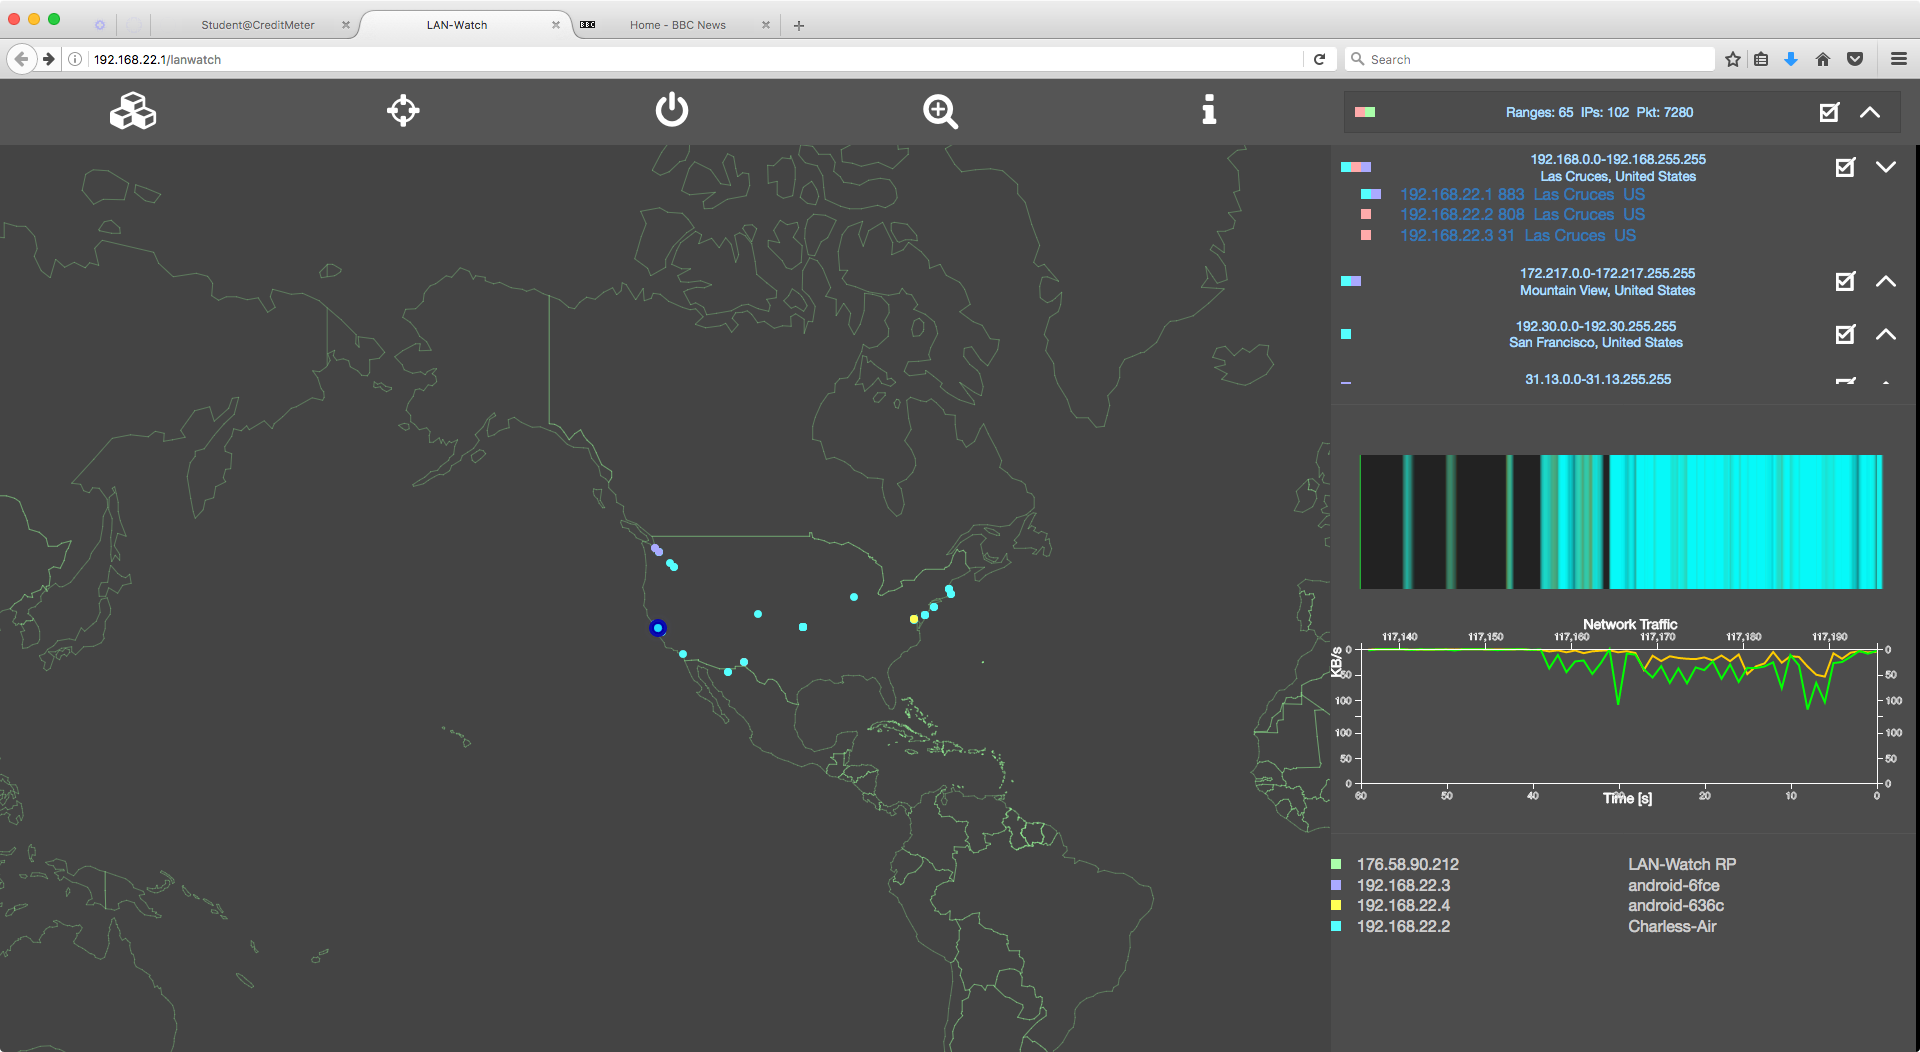 Student@CreditMeter
LAN-Watch
BBC
Home - BBC News
192.168.22.1/lanwatch
Search
Ranges: 65 IPs: 102 Pkt: 7280
192.168.0.0-192.168.255.255
Las Cruces, United States
192.168.22.1 883 Las Cruces US
192.168.22.2 808 Las Cruces US
192.168.22.3 31 Las Cruces US
172.217.0.0-172.217.255.255
Mountain View, United States
192.30.0.0-192.30.255.255
San Francisco, United States
31.13.0.0-31.13.255.255
Network Traffic
117,140 117,150 117,160 117,170 117,180 117,190
KB/s
0 0
50 50
100 100
100 100
50 50
0 0
60 50 40 20 10 0
Time [s]
176.58.90.212 LAN-Watch RP
192.168.22.3 android-6fce
192.168.22.4 android-636c
192.168.22.2 Charless-Air